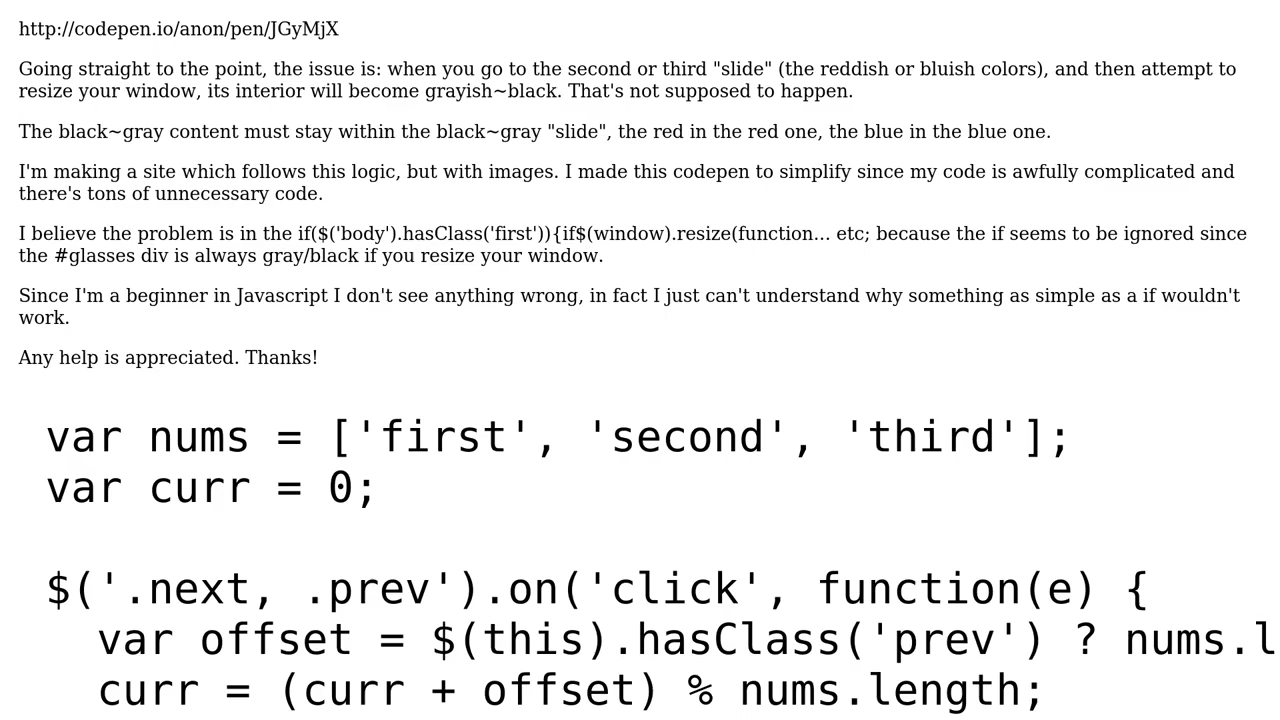 http://codepen.io/anon/pen/JGyMjX
Going straight to the point, the issue is: when you go to the second or third "slide" (the reddish or bluish colors), and then attempt to
resize your window, its interior will become grayish~black. That's not supposed to happen.
The black~gray content must stay within the black~gray "slide", the red in the red one, the blue in the blue one.
I'm making a site which follows this logic, but with images. I made this codepen to simplify since my code is awfully complicated and
there's tons of unnecessary code.
I believe the problem is in the if($('body').hasClass('first')){if$(window).resize(function... etc; because the if seems to be ignored since
the #glasses div is always gray/black if you resize your window.
Since I'm a beginner in Javascript I don't see anything wrong, in fact I just can't understand why something as simple as a if wouldn't
work.
Any help is appreciated. Thanks!
var nums = ['first', 'second', 'third'];
var curr = 0;
$('.next, .prev').on('click', function(e) {
var offset = $(this).hasClass('prev') ? nums.l
curr = (curr + offset) % nums.length;